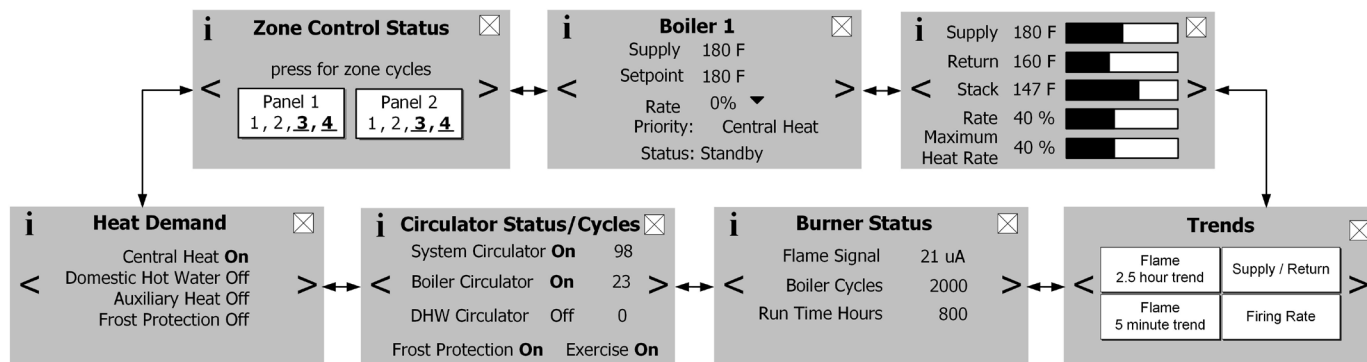 i Zone Control Status
press for zone cycles
< Panel 1 Panel 2 >
1, 2, 3, 4 1, 2, 3, 4
i Boiler 1
Supply 180 F
< Setpoint 180 F >
Rate 0%
Priority: Central Heat
Status: Standby
i Supply 180 F
Return 160 F
< Stack 147 F >
Rate 40 %
Maximum
Heat Rate 40 %
i Heat Demand
Central Heat On
< Domestic Hot Water Off >
Auxiliary Heat Off
Frost Protection Off
i Circulator Status/Cycles
System Circulator On 98
< Boiler Circulator On 23 >
DHW Circulator Off 0
Frost Protection On Exercise On
i Burner Status
Flame Signal 21 uA
< Boiler Cycles 2000 >
Run Time Hours 800
Trends
Flame
2.5 hour trend
Supply / Return
< >
Flame
5 minute trend
Firing Rate